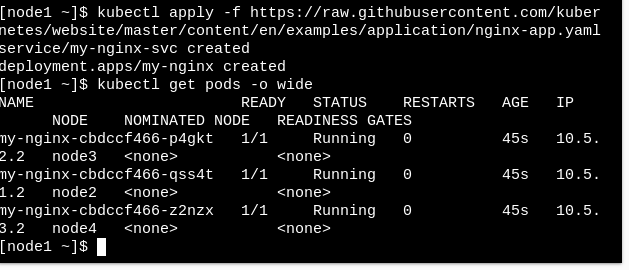 [node1 ~]$ kubectl apply -f https://raw.githubusercontent.com/kuber
netes/website/master/content/en/examples/application/nginx-app.yaml
service/my-nginx-svc created
deployment.apps/my-nginx created
[node1 ~]$ kubectl get pods -o wide
NAME                       READY   STATUS    RESTARTS   AGE   IP
      NODE    NOMINATED NODE   READINESS GATES
my-nginx-cbdccf466-p4gkt   1/1     Running   0          45s   10.5.
2.2   node3   <none>           <none>
my-nginx-cbdccf466-qss4t   1/1     Running   0          45s   10.5.
1.2   node2   <none>           <none>
my-nginx-cbdccf466-z2nzx   1/1     Running   0          45s   10.5.
3.2   node4   <none>           <none>
[node1 ~]$